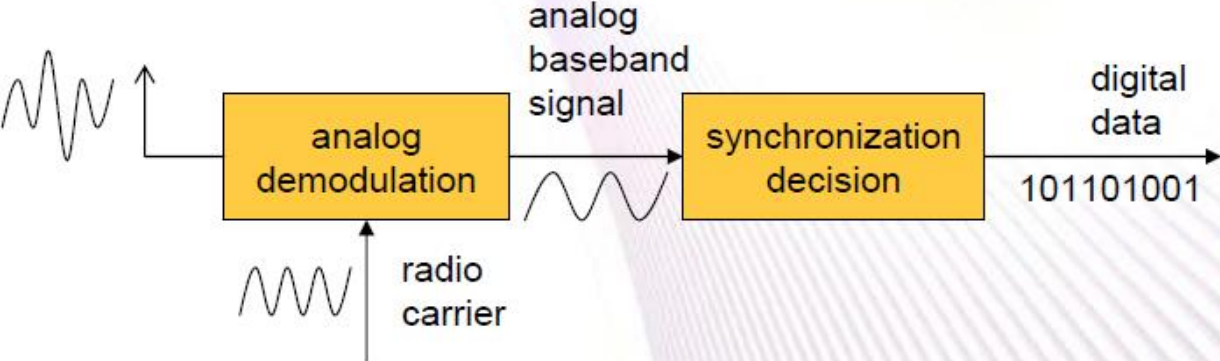 analog
demodulation
radio
carrier
analog
baseband
signal
synchronization
decision
digital
data
101101001